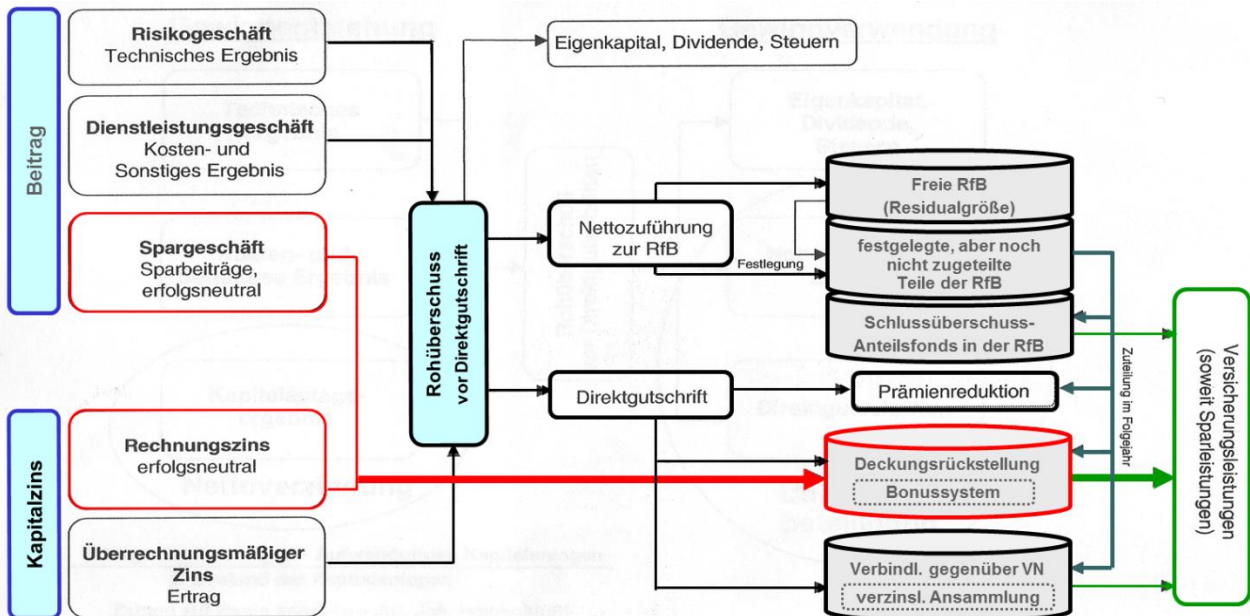 Beitrag
Risikogeschäft
Technisches Ergebnis
Dienstleistungsgeschäft
Kosten- und
Sonstiges Ergebnis
Spargeschäft
Sparbeiträge,
erfolgsneutral
Kapitalzins
Rechnungszins
erfolgsneutral
Überrechnungsmäßiger
ZIns
Ertrag
Rohüberschuss
vor Direktgutschrift
Eigenkapital, Dividende, Steuern
Nettozuführung
zur RfB
Festlegung
Freie RfB
(Residualgröße)
festgelegte, aber noch
nicht zugeteilte
Teile der RfB
Schlussüberschuss-
Anteilsfonds in der RfB
Direktgutschrift
Prämienreduktion
Deckungsrückstellung
Bonussystem
Verbindl. gegenüber VN
verzinsl. Ansammlung
Zuteilung im Folgejahr
Versicherungsleistungen
(soweit Sparleistungen)